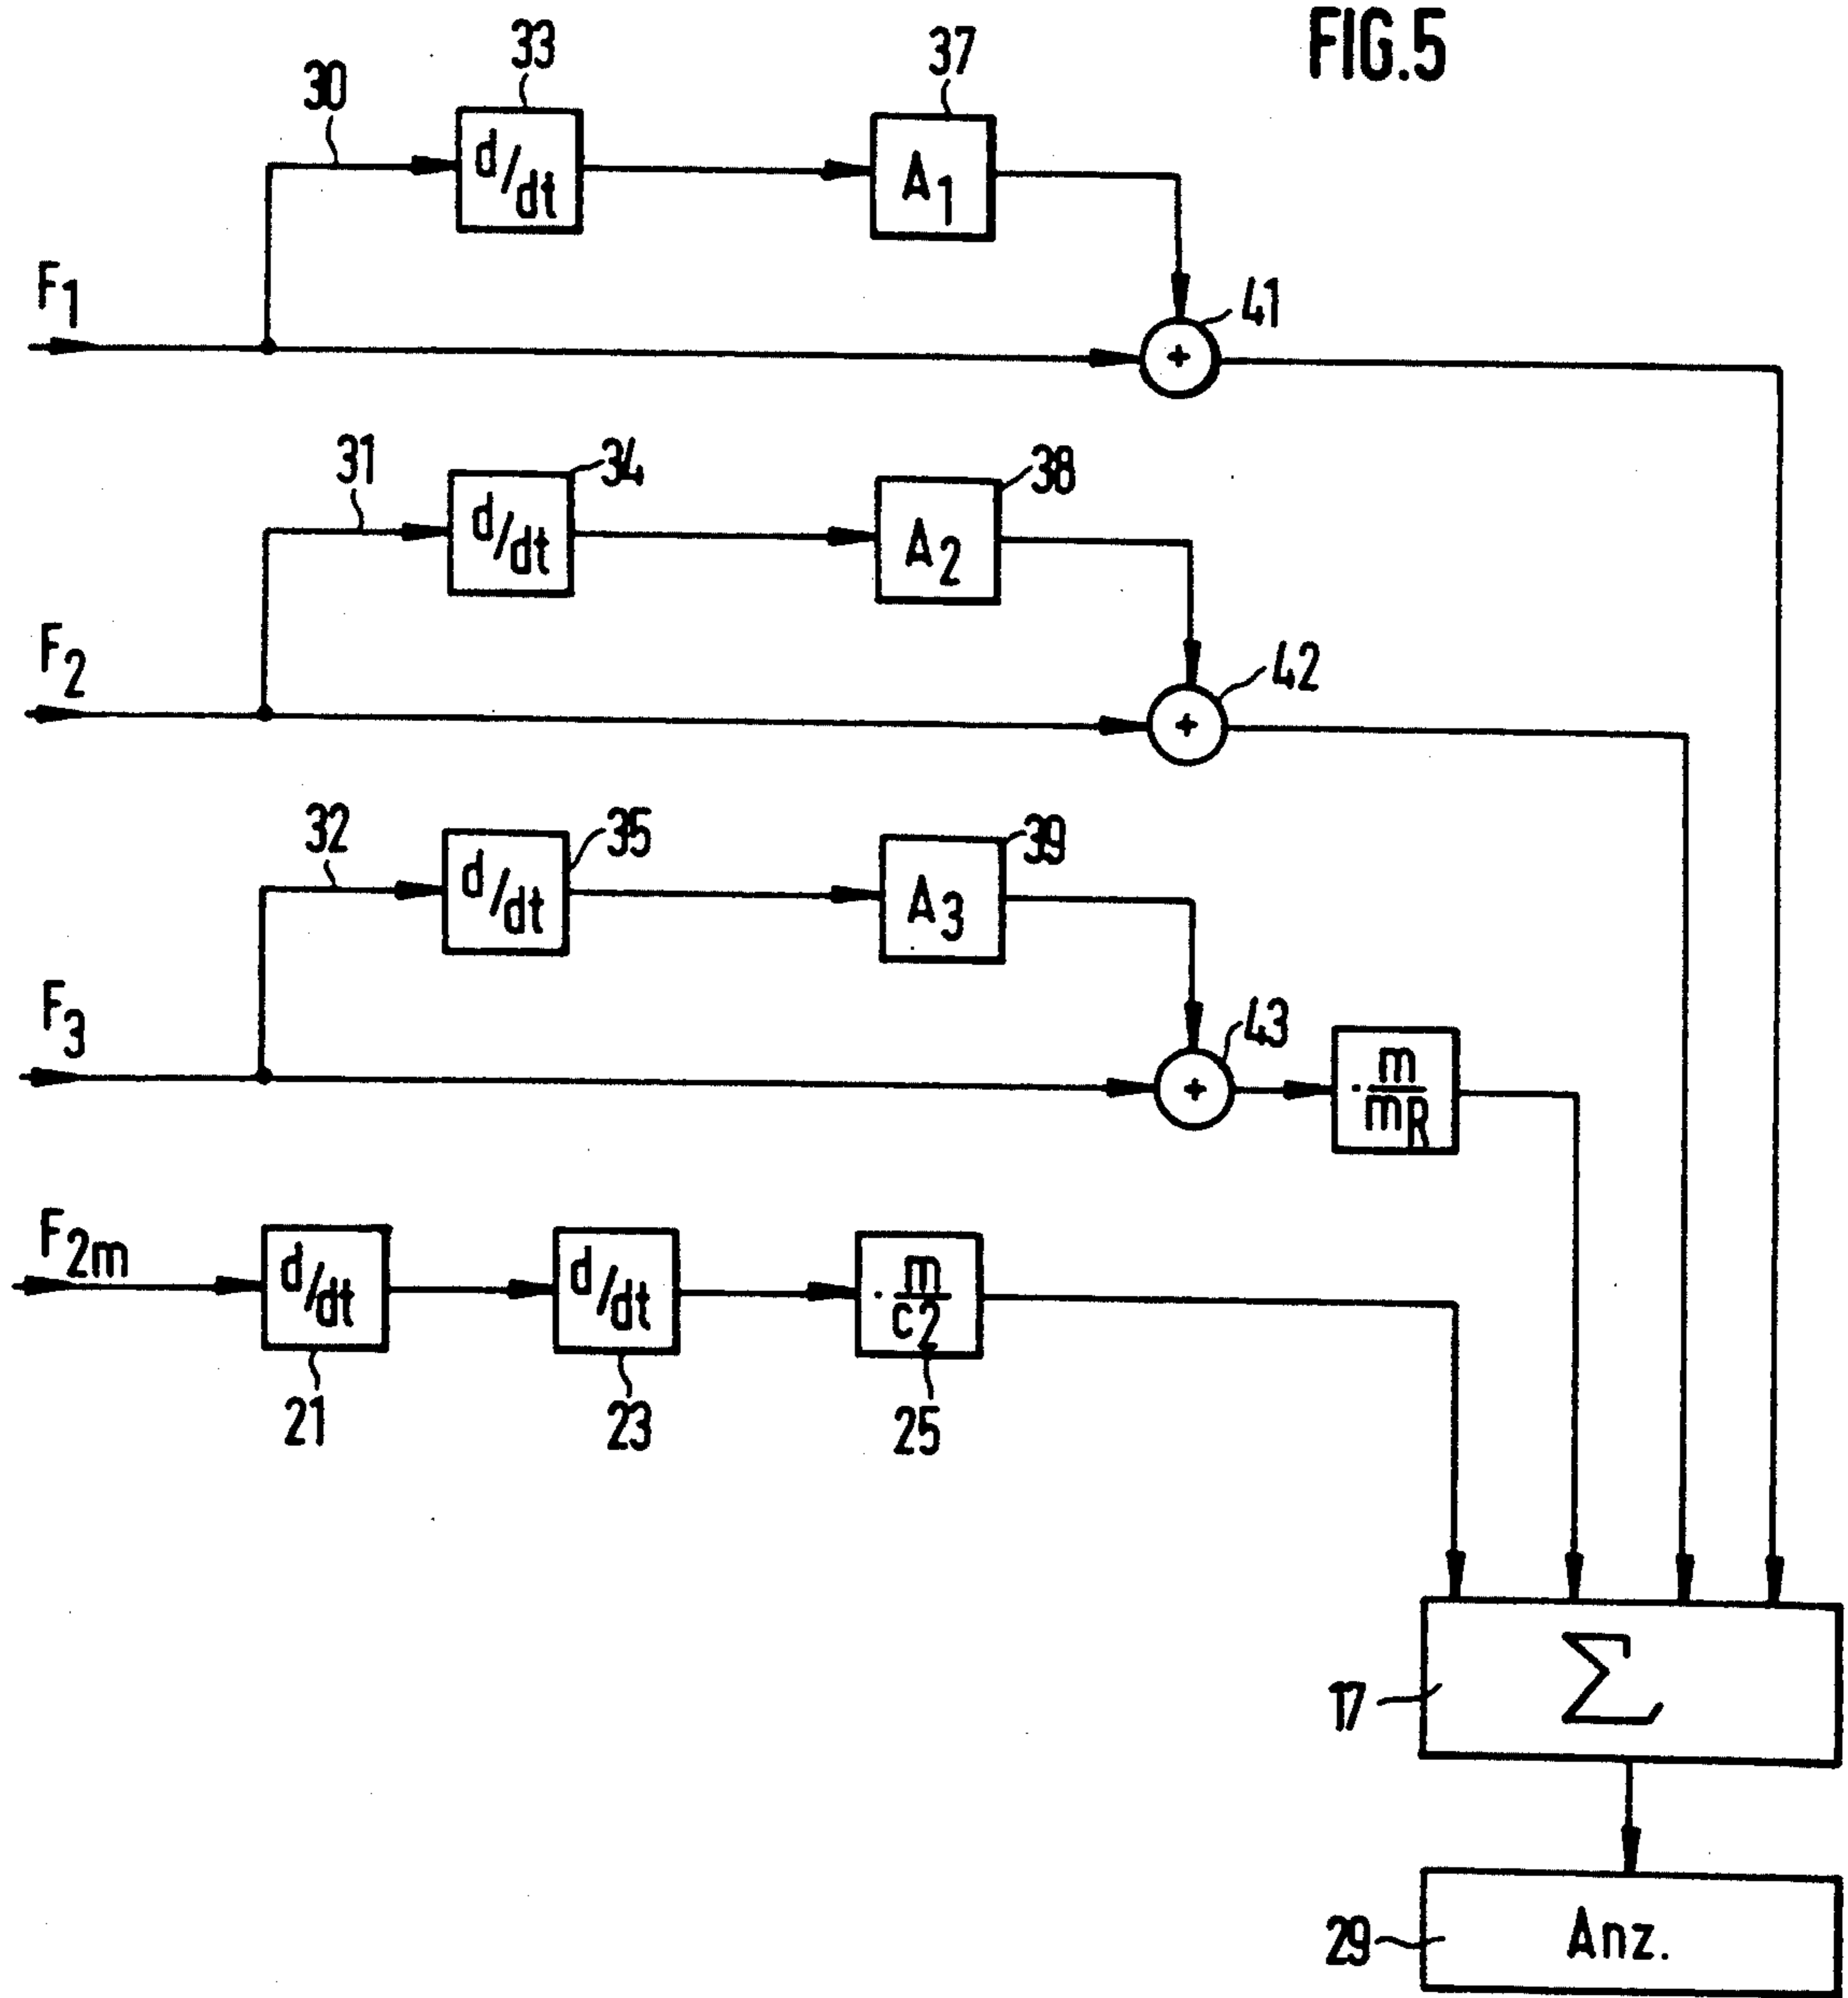 FIG.5
33
37
30
d/dt
A1
F1
41
31
34
38
d/dt
A2
F2
42
32
35
39
d/dt
A3
F3
43
+
+
+
· m/mR
F2m
d/dt
d/dt
· m/c2
21
23
25
Σ
17
29
Anz.